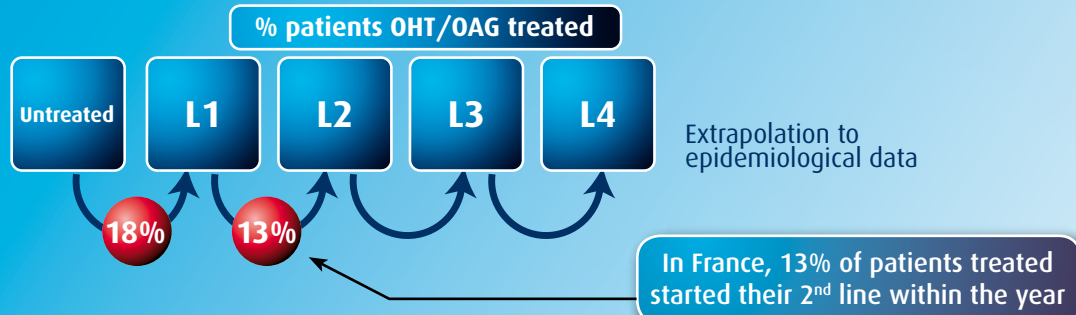 % patients OHT/OAG treated
Untreated
L1
L2
L3
L4
Extrapolation to
epidemiological data
18%
13%
In France, 13% of patients treated
started their 2nd line within the year